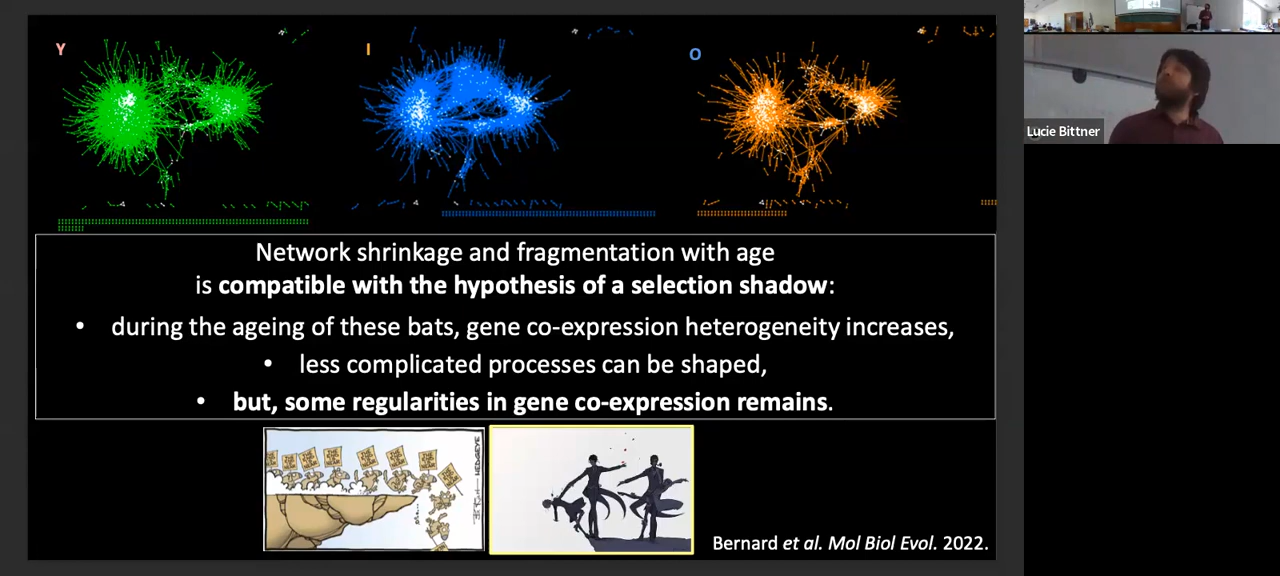 Y
I
O
Network shrinkage and fragmentation with age
is compatible with the hypothesis of a selection shadow:
• during the ageing of these bats, gene co-expression heterogeneity increases,
• less complicated processes can be shaped,
• but, some regularities in gene co-expression remains.
Bernard et al. Mol Biol Evol. 2022.
Lucie Bittner